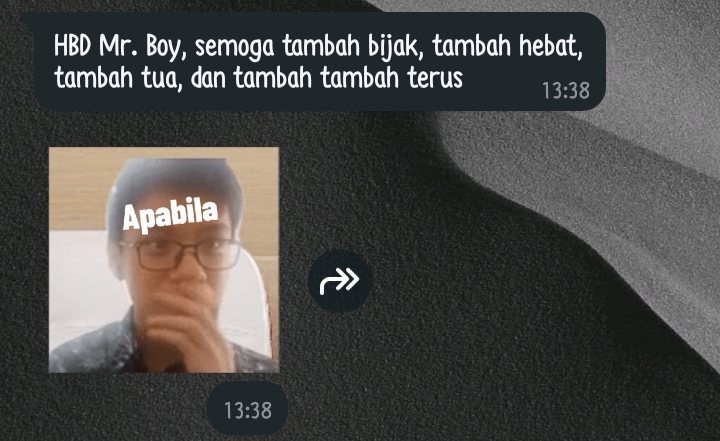 HBD Mr. Boy, semoga tambah bijak, tambah hebat,
tambah tua, dan tambah tambah terus
13:38
Apabila
13:38